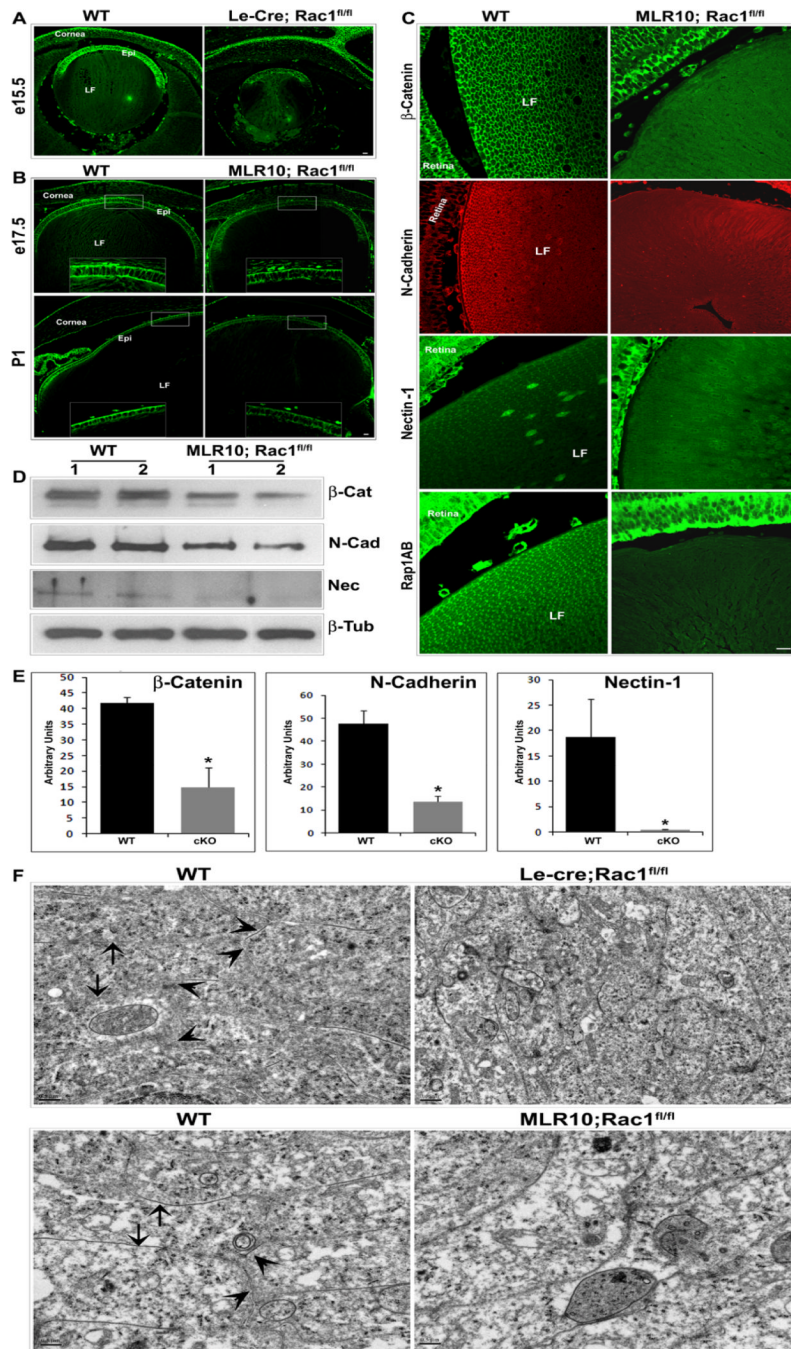 A
WT
Le-Cre; Rac1fl/fl
e15.5
Cornea
Epi
LF
B
WT
MLR10; Rac1fl/fl
e17.5
Cornea
Epi
LF
P1
Cornea
Epi
LF
C
WT
MLR10; Rac1fl/fl
β-Catenin
LF
Retina
N-Cadherin
Retina
LF
Nectin-1
Retina
LF
Rap1AB
Retina
LF
D
WT
MLR10; Rac1fl/fl
1 2 1 2
β-Cat
N-Cad
Nec
β-Tub
E
β-Catenin
Arbitrary Units
45
40
35
30
25
20
15
10
5
0
*
WT cKO
N-Cadherin
Arbitrary Units
60
50
40
30
20
10
0
*
WT cKO
Nectin-1
Arbitrary Units
30
25
20
15
10
5
0
*
WT cKO
F
WT
Le-cre;Rac1fl/fl
WT
MLR10;Rac1fl/fl